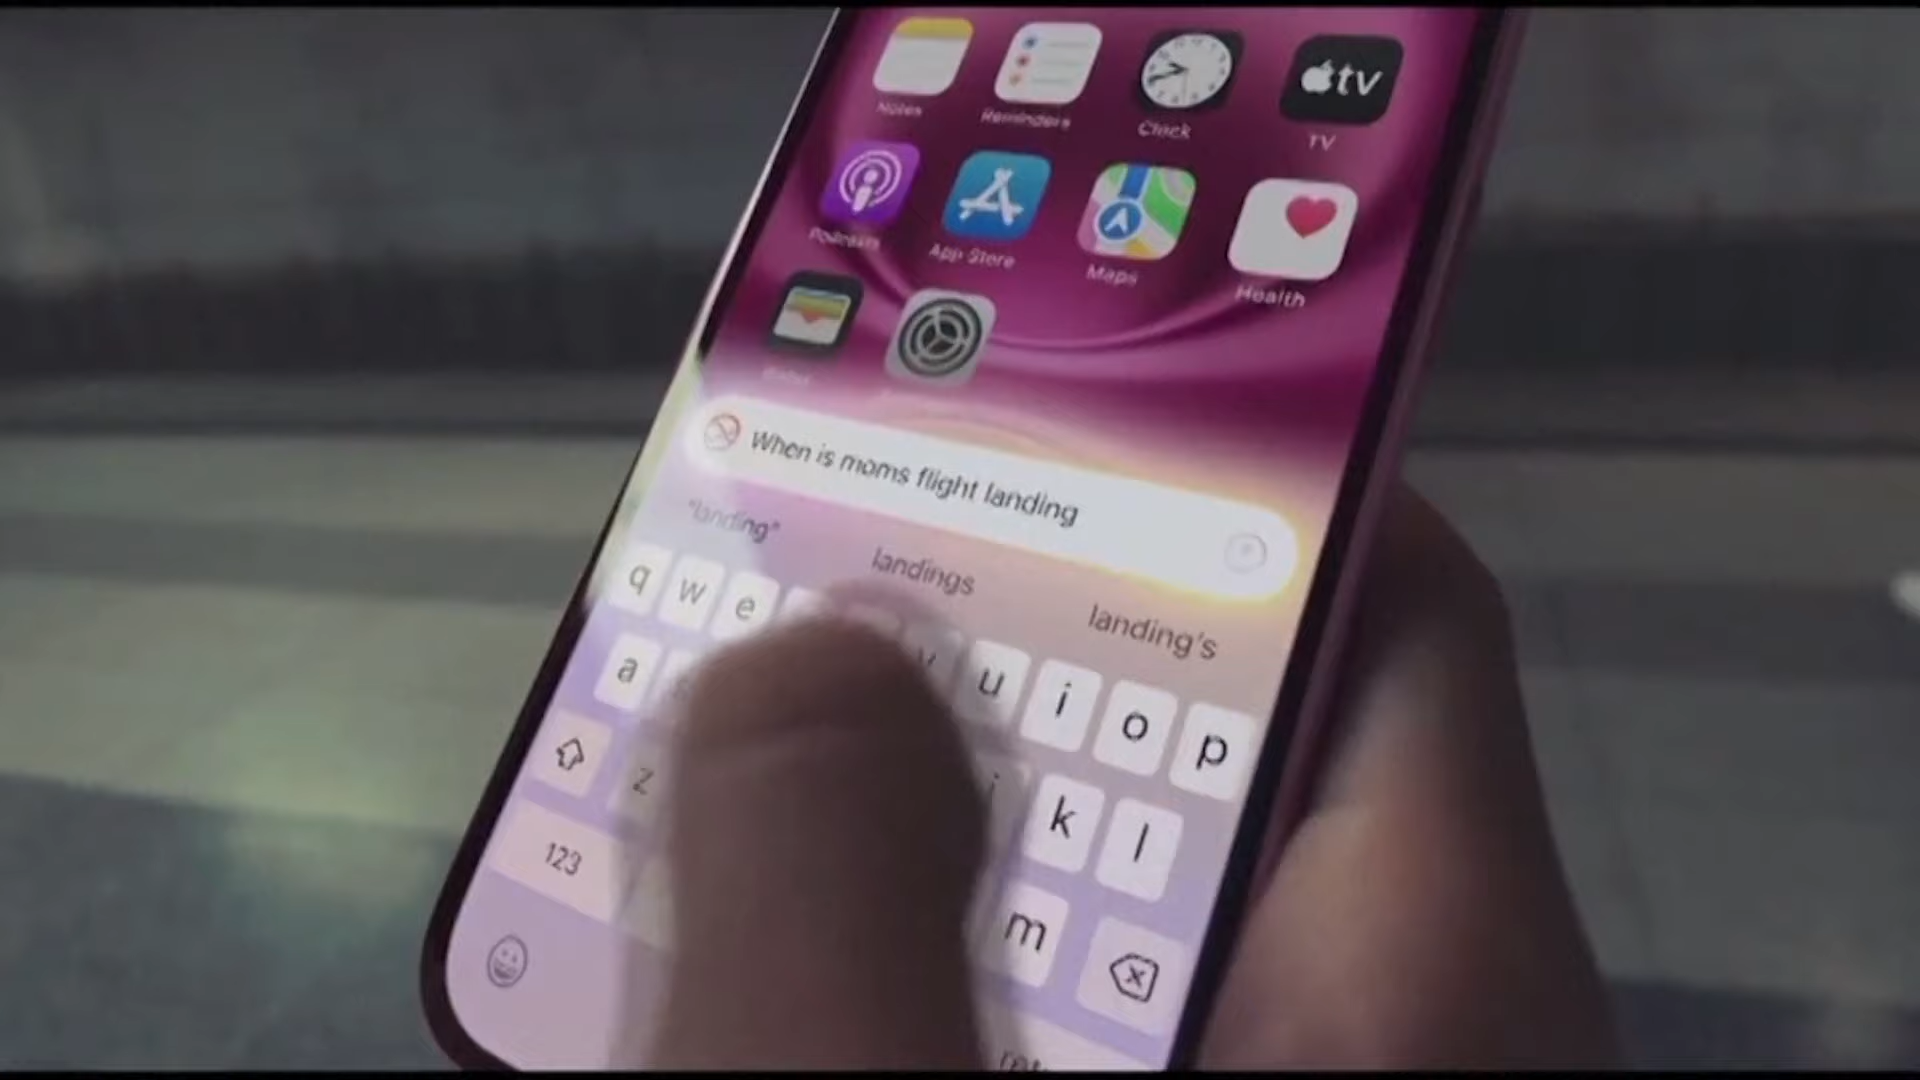 tv
Notes
Reminders
Clock
TV
Podcasts
App Store
Maps
Health
Wallet
When is moms flight landing
"landing"
landings
landing's
q w e y u i o p
a s j k l
z m
123